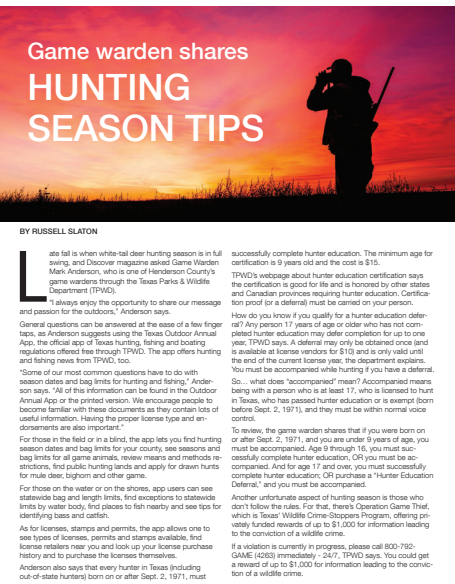 Game warden shares
HUNTING
SEASON TIPS
BY RUSSELL SLATON
Late fall is when white-tail deer hunting season is in full
swing, and Discover magazine asked Game Warden
Mark Anderson, who is one of Henderson County's
game wardens through the Texas Parks & Wildlife
Department (TPWD).
"I always enjoy the opportunity to share our message
and passion for the outdoors," Anderson says.
General questions can be answered at the ease of a few finger
taps, as Anderson suggests using the Texas Outdoor Annual
App, the official app of Texas hunting, fishing and boating
regulations offered free through TPWD. The app offers hunting
and fishing news from TPWD, too.
"Some of our most common questions have to do with
season dates and bag limits for hunting and fishing," Ander-
son says. "All of this information can be found in the Outdoor
Annual App or the printed version. We encourage people to
become familiar with these documents as they contain lots of
useful information. Having the proper license type and en-
dorsements are also important."
For those in the field or in a blind, the app lets you find hunting
season dates and bag limits for your county, see seasons and
bag limits for all game animals, review means and methods re-
strictions, find public hunting lands and apply for drawn hunts
for mule deer, bighorn and other game.
For those on the water or on the shores, app users can see
statewide bag and length limits, find exceptions to statewide
limits by water body, find places to fish nearby and see tips for
identifying bass and catfish.
As for licenses, stamps and permits, the app allows one to
see types of licenses, permits and stamps available, find
license retailers near you and look up your license purchase
history and to purchase the licenses themselves.
Anderson also says that every hunter in Texas (including
out-of-state hunters) born on or after Sept. 2, 1971, must
successfully complete hunter education. The minimum age for
certification is 9 years old and the cost is $15.
TPWD's webpage about hunter education certification says
the certification is good for life and is honored by other states
and Canadian provinces requiring hunter education. Certifica-
tion proof (or a deferral) must be carried on your person.
How do you know if you qualify for a hunter education defer-
ral? Any person 17 years of age or older who has not com-
pleted hunter education may defer completion for up to one
year, TPWD says. A deferral may only be obtained once (and
is available at license vendors for $10) and is only valid until
the end of the current license year, the department explains.
You must be accompanied while hunting if you have a deferral.
So... what does "accompanied" mean? Accompanied means
being with a person who is at least 17, who is licensed to hunt
in Texas, who has passed hunter education or is exempt (born
before Sept. 2, 1971), and they must be within normal voice
control.
To review, the game warden shares that if you were born on
or after Sept. 2, 1971, and you are under 9 years of age, you
must be accompanied. Age 9 through 16, you must suc-
cessfully complete hunter education, OR you must be ac-
companied. And for age 17 and over, you must successfully
complete hunter education; OR purchase a "Hunter Education
Deferral," and you must be accompanied.
Another unfortunate aspect of hunting season is those who
don't follow the rules. For that, there's Operation Game Thief,
which is Texas' Wildlife Crime-Stoppers Program, offering pri-
vately funded rewards of up to $1,000 for information leading
to the conviction of a wildlife crime.
If a violation is currently in progress, please call 800-792-
GAME (4263) immediately - 24/7, TPWD says. You could get
a reward of up to $1,000 for information leading to the convic-
tion of a wildlife crime.